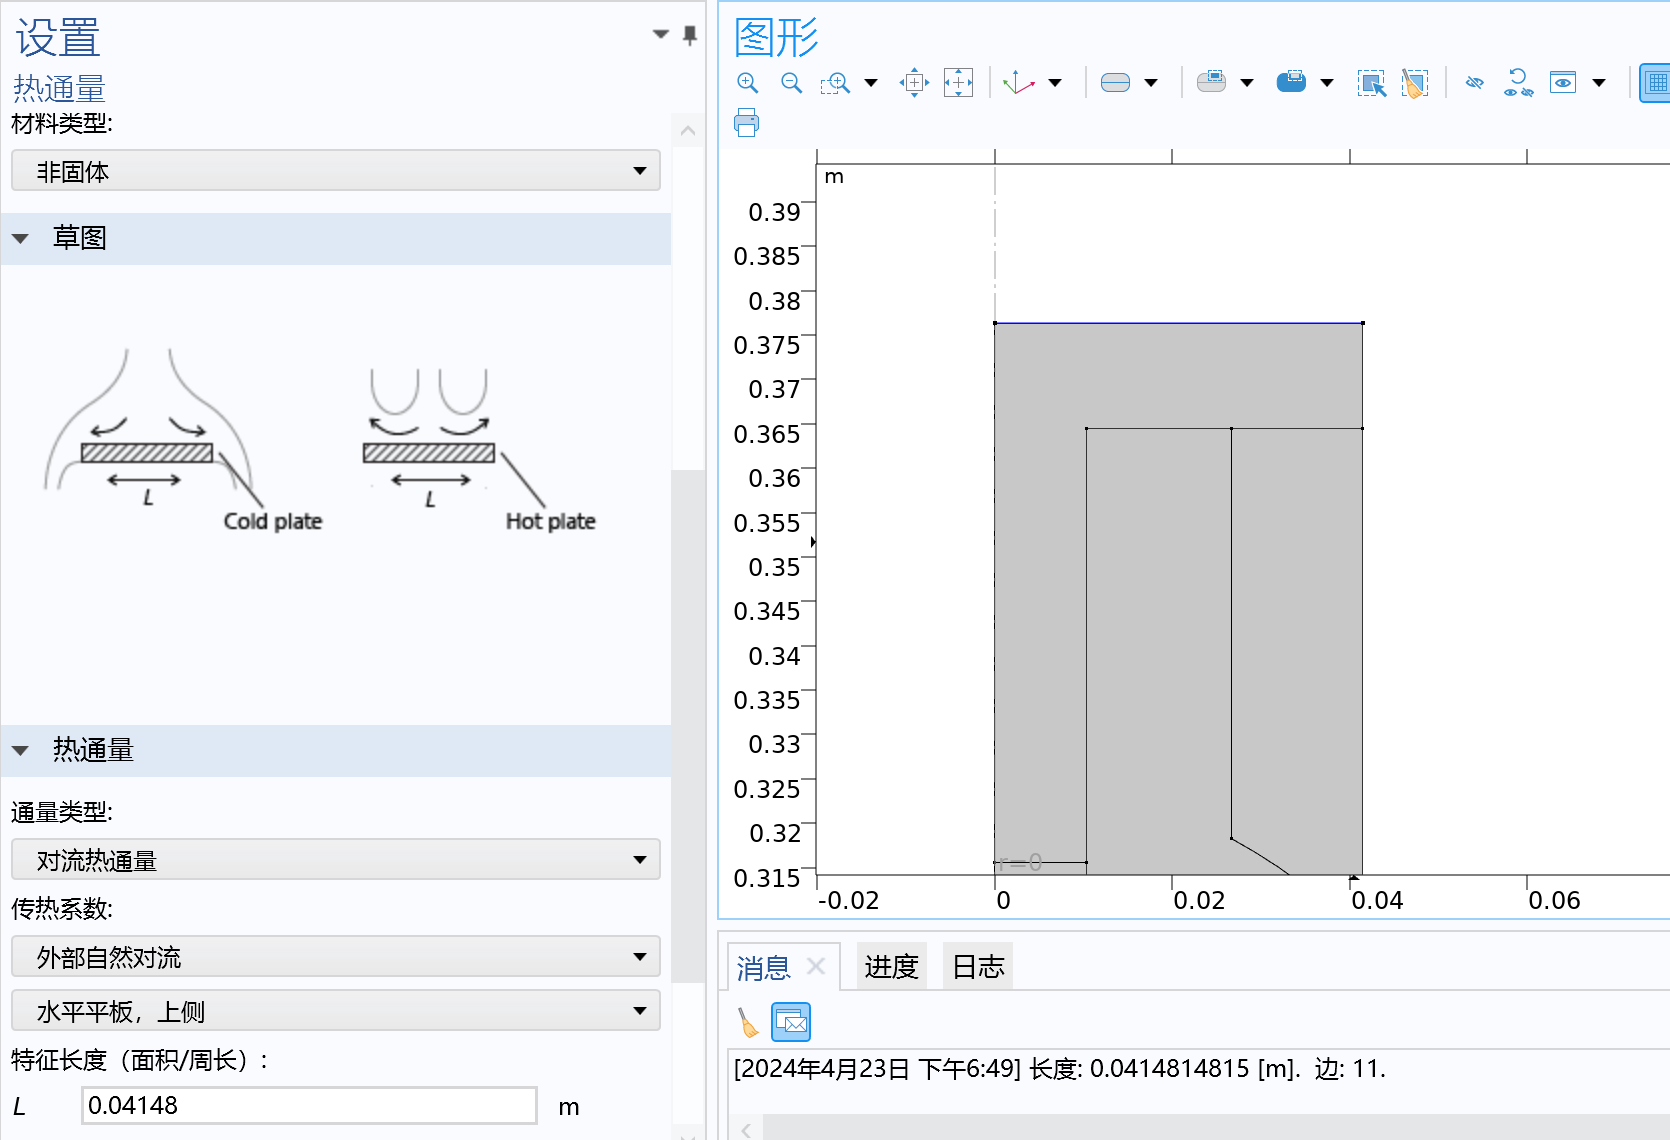 设置
热通量
材料类型:
非固体
草图
L
Cold plate
L
Hot plate
热通量
通量类型:
对流热通量
传热系数:
外部自然对流
水平平板，上侧
特征长度（面积/周长）:
L 0.04148 m
图形
m
0.39
0.385
0.38
0.375
0.37
0.365
0.36
0.355
0.35
0.345
0.34
0.335
0.33
0.325
0.32
0.315
r=0
-0.02 0 0.02 0.04 0.06
消息 进度 日志
[2024年4月23日 下午6:49] 长度: 0.0414814815 [m]. 边: 11.